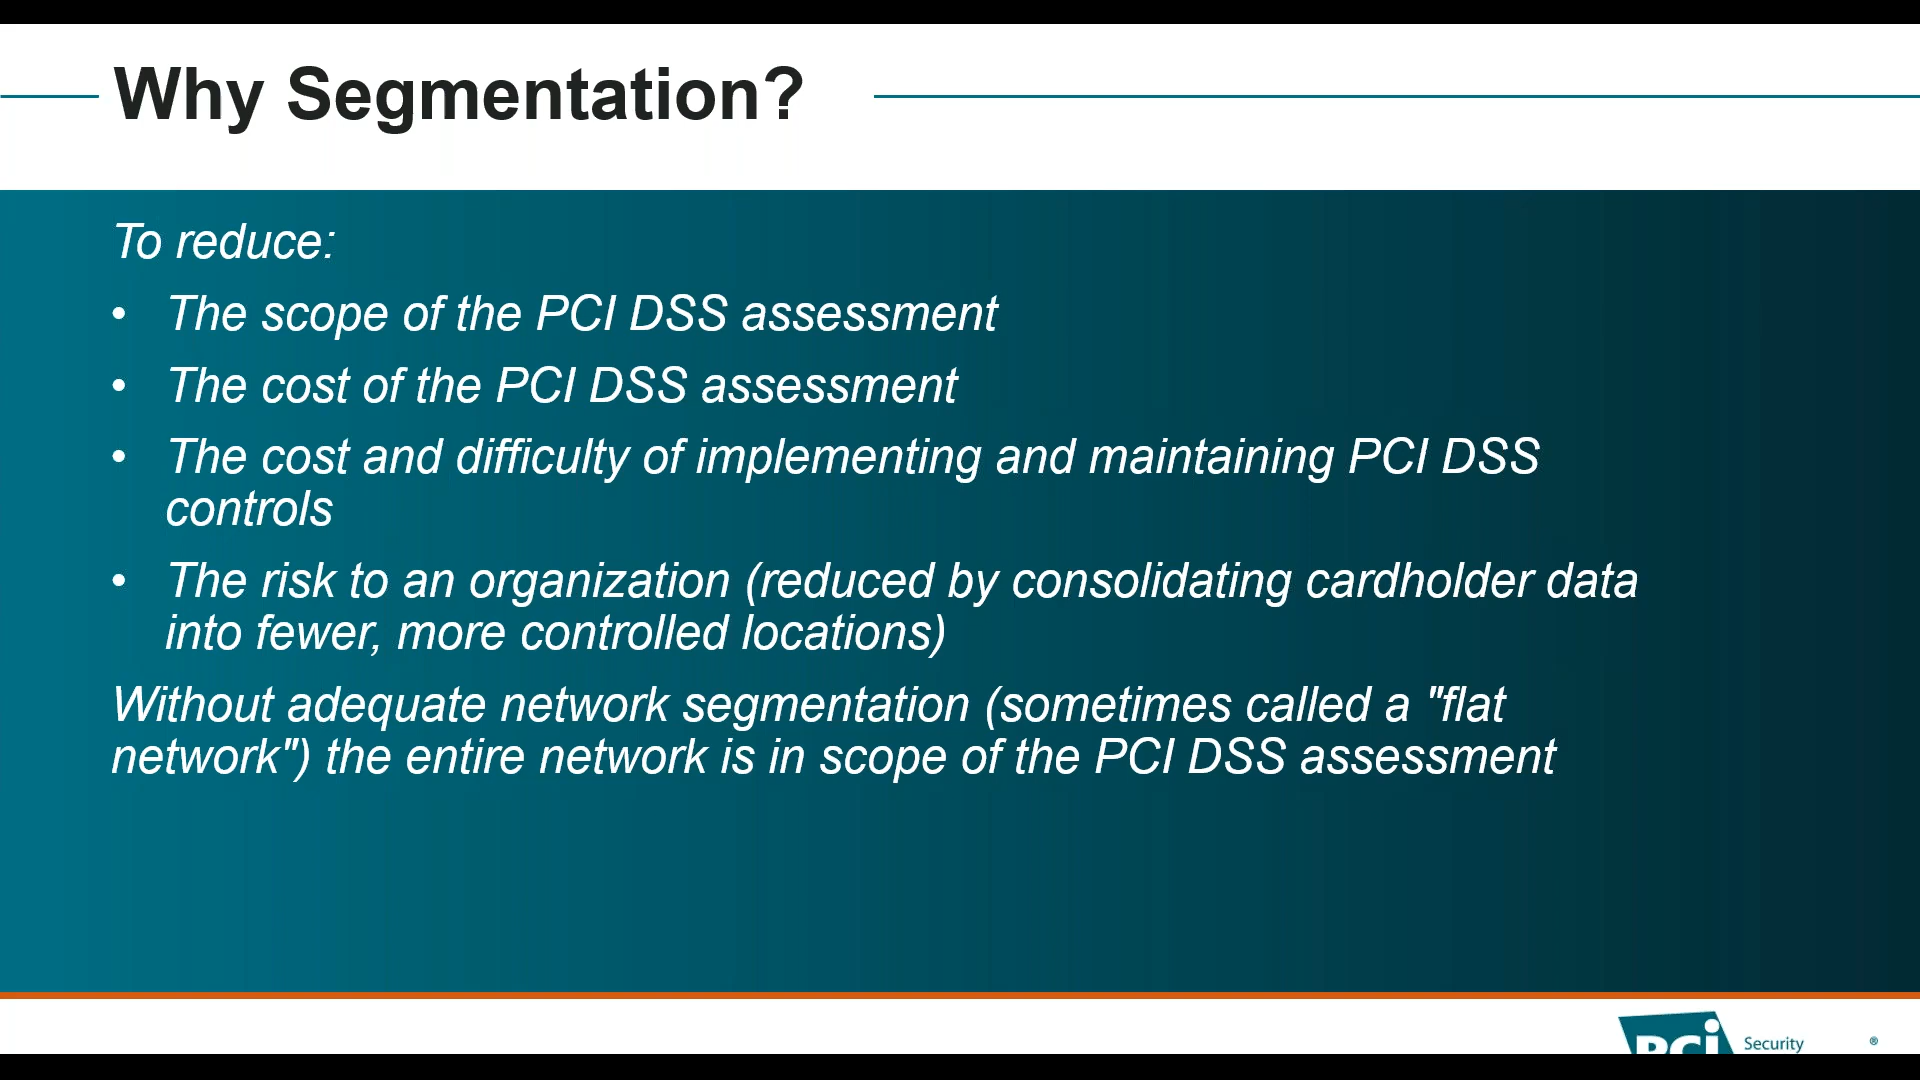 Why Segmentation?
To reduce:
• The scope of the PCI DSS assessment
• The cost of the PCI DSS assessment
• The cost and difficulty of implementing and maintaining PCI DSS
controls
• The risk to an organization (reduced by consolidating cardholder data
into fewer, more controlled locations)
Without adequate network segmentation (sometimes called a "flat
network") the entire network is in scope of the PCI DSS assessment
PCi Security ®